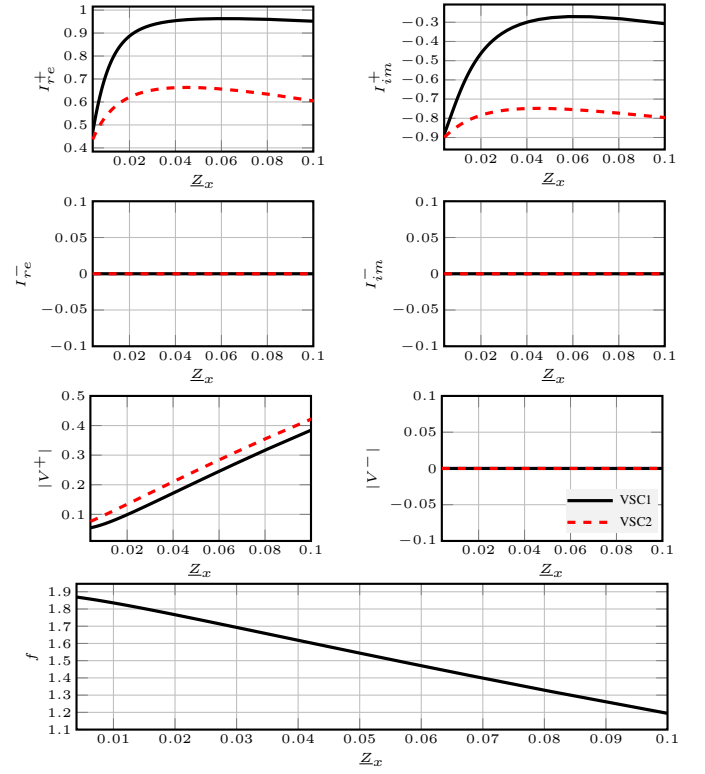 1
0.9
0.8
0.7
0.6
0.5
0.4
I⁺re
0.02 0.04 0.06 0.08 0.1
Z̲x
−0.3
−0.4
−0.5
−0.6
−0.7
−0.8
−0.9
I⁺im
0.02 0.04 0.06 0.08 0.1
Z̲x
0.1
0.05
0
−0.05
−0.1
I⁻re
0.02 0.04 0.06 0.08 0.1
Z̲x
0.1
0.05
0
−0.05
−0.1
I⁻im
0.02 0.04 0.06 0.08 0.1
Z̲x
0.5
0.4
0.3
0.2
0.1
|V⁺|
0.02 0.04 0.06 0.08 0.1
Z̲x
0.1
0.05
0
−0.05
−0.1
|V⁻|
VSC1
VSC2
0.02 0.04 0.06 0.08 0.1
Z̲x
1.9
1.8
1.7
1.6
1.5
1.4
1.3
1.2
1.1
f
0.01 0.02 0.03 0.04 0.05 0.06 0.07 0.08 0.09 0.1
Z̲x